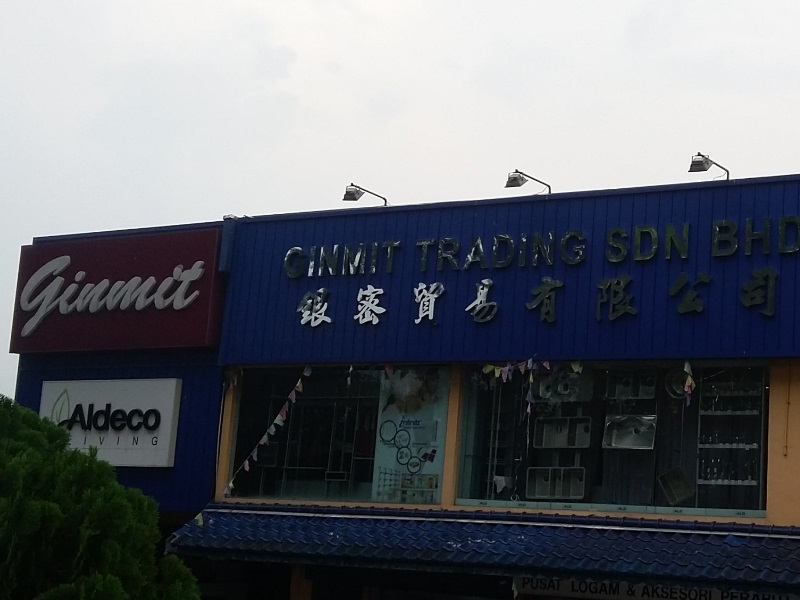 Ginmit
Aldeco
LIVING
GINMIT TRADING SDN BHD
銀密貿易有限公司
PUSAT LOGAM & AKSESORI